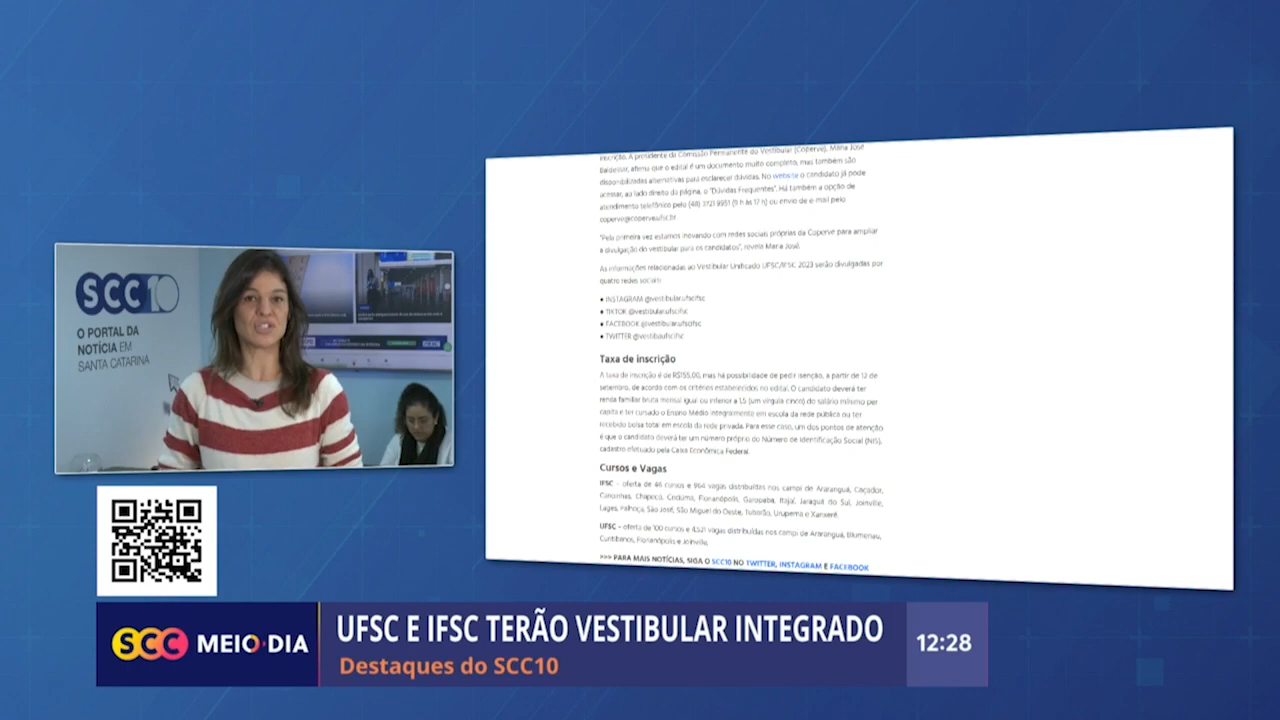 inscrição. A presidente da Comissão Permanente do Vestibular (Coperve), Maria José
Baldessar, afirma que o edital é um documento muito completo, mas também são
disponibilizadas alternativas para esclarecer dúvidas. No website o candidato já pode
acessar, ao lado direito da página, o "Dúvidas Frequentes". Há também a opção de
atendimento telefônico pelo (48) 3721 9951 (9 h às 17 h) ou envio de e-mail pelo
coperve@coperve.ufsc.br.
"Pela primeira vez estamos inovando com redes sociais próprias da Coperve para ampliar
a divulgação do vestibular para os candidatos", revela Maria José.
As informações relacionadas ao Vestibular Unificado UFSC/IFSC 2023 serão divulgadas por
quatro redes sociais:
● INSTAGRAM @vestibular.ufscifsc
● TIKTOK @vestibular.ufscifsc
● FACEBOOK @vestibular.ufscifsc
● TWITTER @vestibaufscifsc
Taxa de inscrição
A taxa de inscrição é de R$155,00, mas há possibilidade de pedir isenção, a partir de 12 de
setembro, de acordo com os critérios estabelecidos no edital. O candidato deverá ter
renda familiar bruta mensal igual ou inferior a 1,5 (um vírgula cinco) do salário mínimo per
capita e ter cursado o Ensino Médio integralmente em escola da rede pública ou ter
recebido bolsa total em escola da rede privada. Para esse caso, um dos pontos de atenção
é que o candidato deverá ter um número próprio do Número de Identificação Social (NIS),
cadastro efetuado pela Caixa Econômica Federal.
Cursos e Vagas
IFSC – oferta de 46 cursos e 964 vagas distribuídas nos campi de Araranguá, Caçador,
Canoinhas, Chapecó, Criciúma, Florianópolis, Garopaba, Itajaí, Jaraguá do Sul, Joinville,
Lages, Palhoça, São José, São Miguel do Oeste, Tubarão, Urupema e Xanxerê.
UFSC – oferta de 100 cursos e 4.521 vagas distribuídas nos campi de Araranguá, Blumenau,
Curitibanos, Florianópolis e Joinville.
>>> PARA MAIS NOTÍCIAS, SIGA O SCC10 NO TWITTER, INSTAGRAM E FACEBOOK
SCC10
O PORTAL DA
NOTÍCIA EM
SANTA CATARINA
SCC MEIO-DIA
UFSC E IFSC TERÃO VESTIBULAR INTEGRADO
Destaques do SCC10
12:28